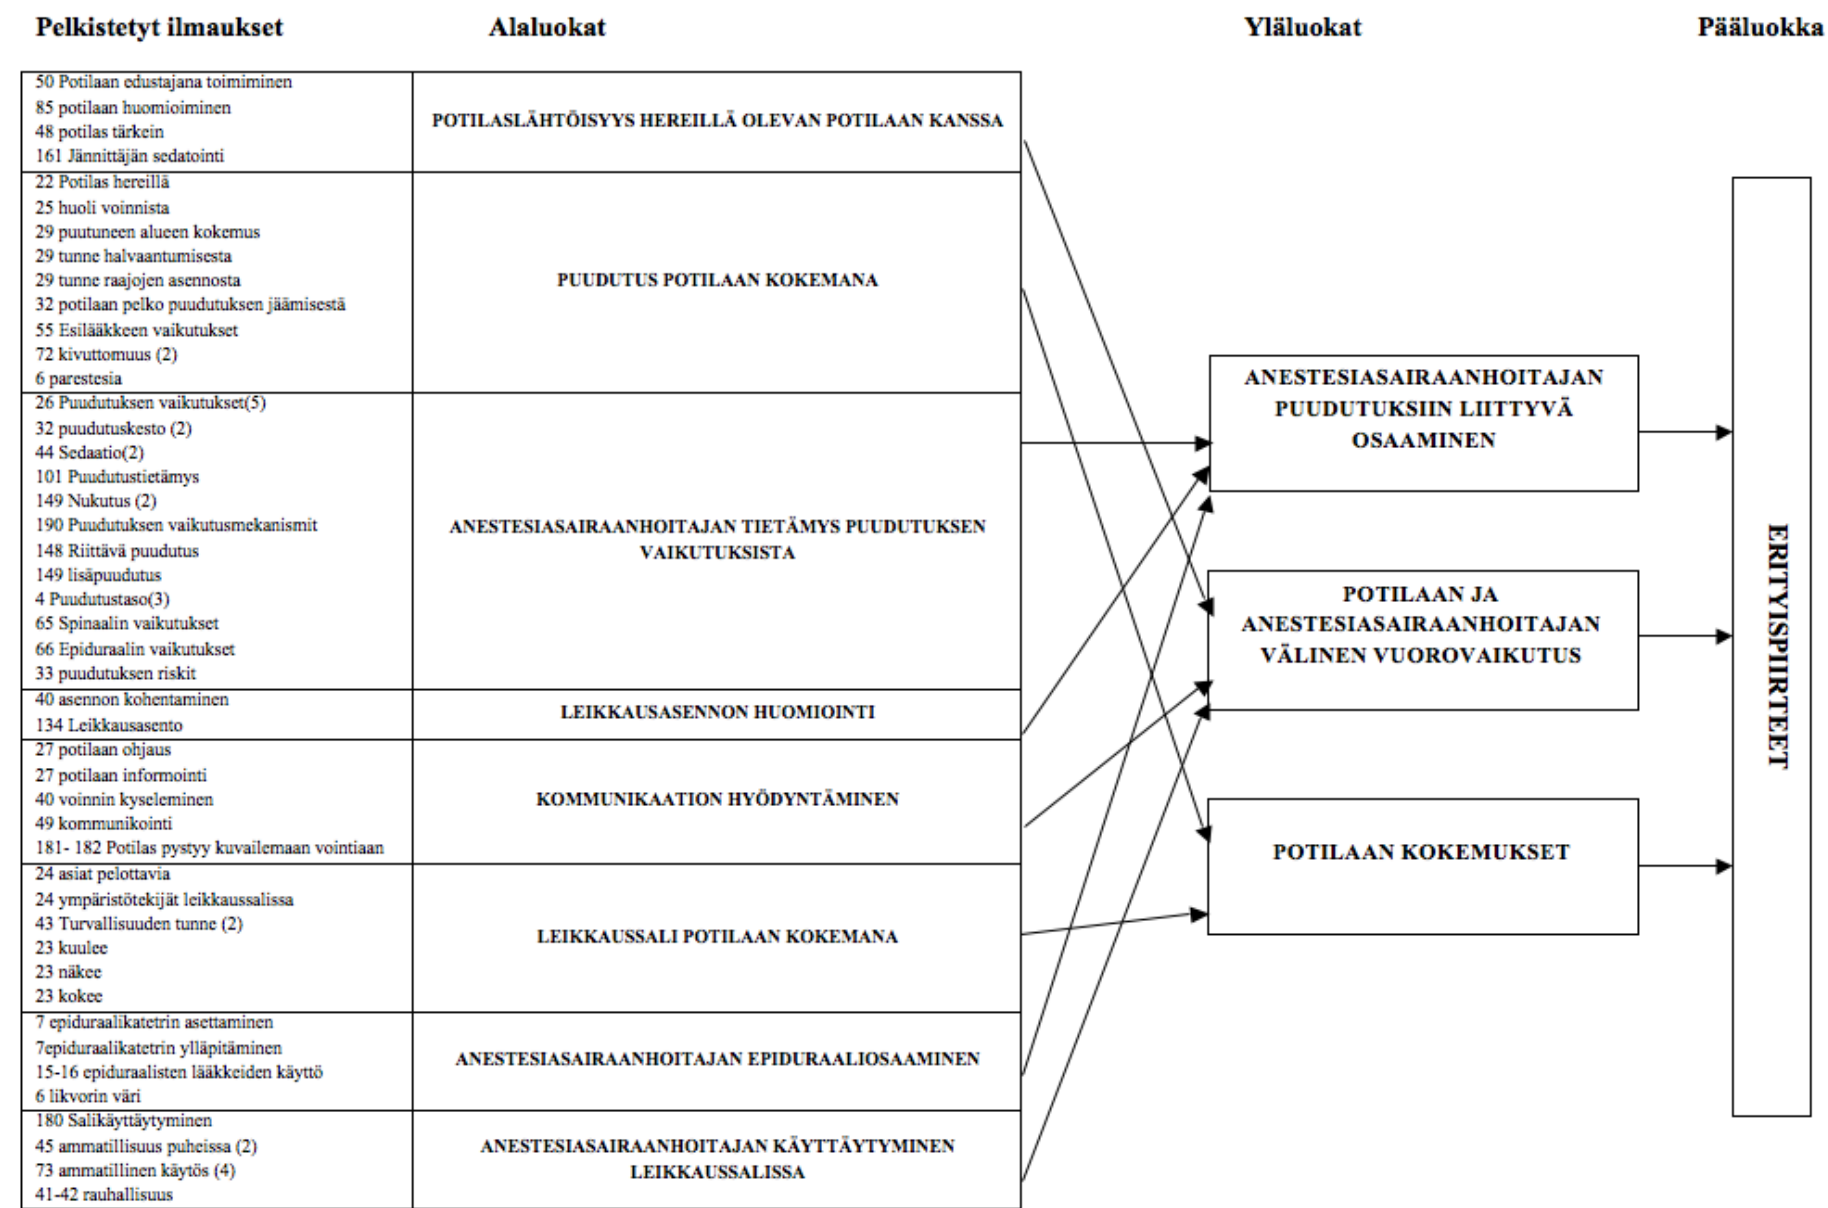 Pelkistetyt ilmaukset
Alaluokat
Yläluokat
Pääluokka
50 Potilaan edustajana toimiminen
85 potilaan huomioiminen
48 potilas tärkein
161 Jännittäjän sedatointi
POTILASLÄHTÖISYYS HEREILLÄ OLEVAN POTILAAN KANSSA
22 Potilas hereillä
25 huoli voinnista
29 puutuneen alueen kokemus
29 tunne halvaantumisesta
29 tunne raajojen asennosta
32 potilaan pelko puudutuksen jäämisestä
55 Esilääkkeen vaikutukset
72 kivuttomuus (2)
6 parestesia
PUUDUTUS POTILAAN KOKEMANA
26 Puudutuksen vaikutukset(5)
32 puudutuskesto (2)
44 Sedaatio(2)
101 Puudutustietämys
149 Nukutus (2)
190 Puudutuksen vaikutusmekanismit
148 Riittävä puudutus
149 lisäpuudutus
4 Puudutustaso(3)
65 Spinaalin vaikutukset
66 Epiduraalin vaikutukset
33 puudutuksen riskit
ANESTESIASAIRAANHOITAJAN TIETÄMYS PUUDUTUKSEN
VAIKUTUKSISTA
40 asennon kohentaminen
134 Leikkausasento
LEIKKAUSASENNON HUOMIOINTI
27 potilaan ohjaus
27 potilaan informointi
40 voinnin kyseleminen
49 kommunikointi
181- 182 Potilas pystyy kuvailemaan vointiaan
KOMMUNIKAATION HYÖDYNTÄMINEN
24 asiat pelottavia
24 ympäristötekijät leikkaussalissa
43 Turvallisuuden tunne (2)
23 kuulee
23 näkee
23 kokee
LEIKKAUSSALI POTILAAN KOKEMANA
7 epiduraalikatetrin asettaminen
7epiduraalikatetrin ylläpitäminen
15-16 epiduraalisten lääkkeiden käyttö
6 likvorin väri
ANESTESIASAIRAANHOITAJAN EPIDURAALIOSAAMINEN
180 Salikäyttäytyminen
45 ammatillisuus puheissa (2)
73 ammatillinen käytös (4)
41-42 rauhallisuus
ANESTESIASAIRAANHOITAJAN KÄYTTÄYTYMINEN
LEIKKAUSSALISSA
ANESTESIASAIRAANHOITAJAN
PUUDUTUKSIIN LIITTYVÄ
OSAAMINEN
POTILAAN JA
ANESTESIASAIRAANHOITAJAN
VÄLINEN VUOROVAIKUTUS
POTILAAN KOKEMUKSET
ERITYISPIIRTEET